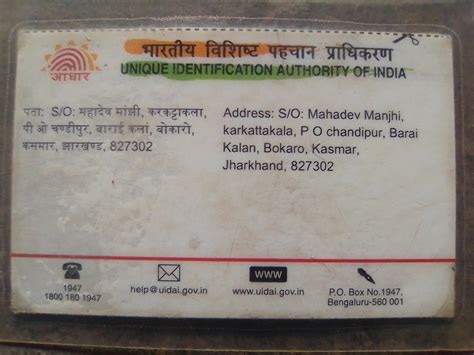 भारतीय विशिष्ट पहचान प्राधिकरण
UNIQUE IDENTIFICATION AUTHORITY OF INDIA
आधार
पता: S/O: महादेव मांझी, करकट्टाकला,
पी ओ चण्डीपुर, बाराई कलां, बोकारो,
कसमार, झारखण्ड, 827302
Address: S/O: Mahadev Manjhi,
karkattakala, P O chandipur, Barai
Kalan, Bokaro, Kasmar,
Jharkhand, 827302
1947
1800 180 1947
help@uidai.gov.in
WWW
www.uidai.gov.in
P.O. Box No.1947,
Bengaluru-560 001